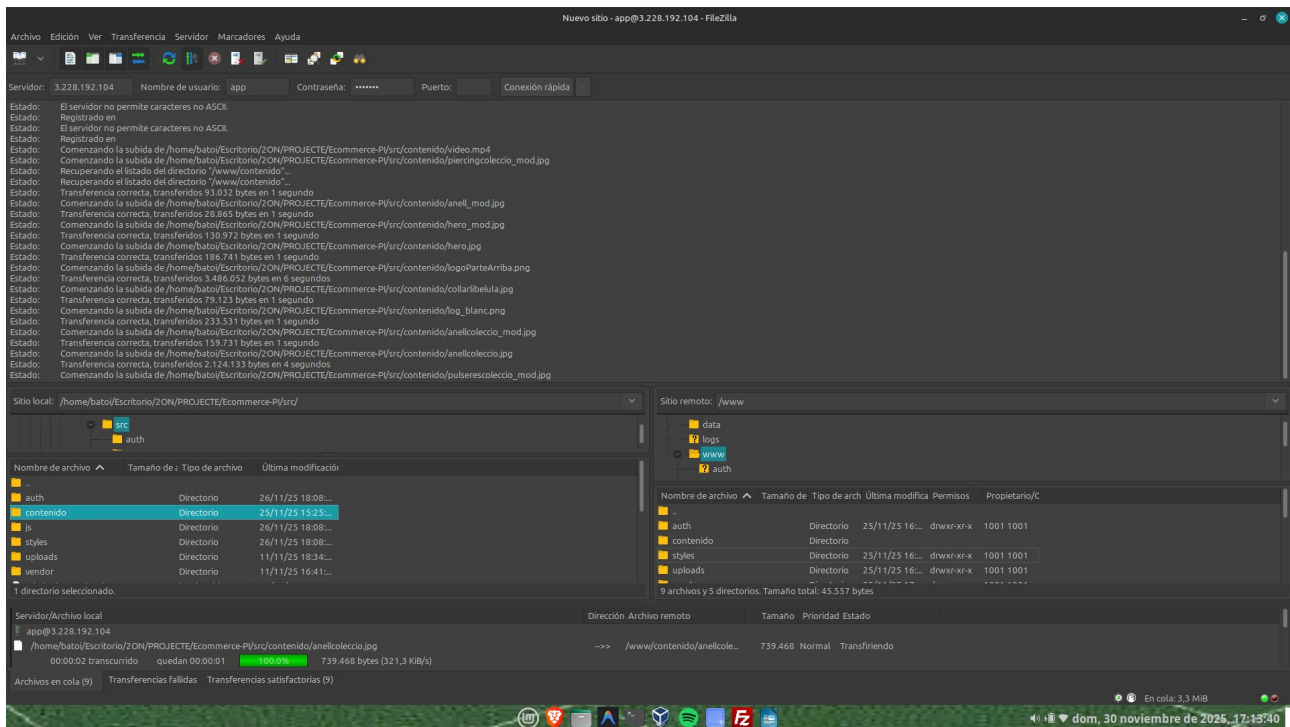 Nuevo sitio - app@3.228.192.104 - FileZilla
Archivo Edición Ver Transferencia Servidor Marcadores Ayuda
Servidor: 3.228.192.104 Nombre de usuario: app Contraseña: ••••••• Puerto: Conexión rápida
Estado: El servidor no permite caracteres no ASCII.
Estado: Registrado en
Estado: El servidor no permite caracteres no ASCII.
Estado: Registrado en
Estado: Comenzando la subida de /home/batoi/Escritorio/2ON/PROJECTE/Ecommerce-PI/src/contenido/video.mp4
Estado: Comenzando la subida de /home/batoi/Escritorio/2ON/PROJECTE/Ecommerce-PI/src/contenido/piercingcoleccio_mod.jpg
Estado: Recuperando el listado del directorio "/www/contenido"...
Estado: Recuperando el listado del directorio "/www/contenido"...
Estado: Transferencia correcta, transferidos 93.032 bytes en 1 segundo
Estado: Comenzando la subida de /home/batoi/Escritorio/2ON/PROJECTE/Ecommerce-PI/src/contenido/anell_mod.jpg
Estado: Transferencia correcta, transferidos 28.865 bytes en 1 segundo
Estado: Comenzando la subida de /home/batoi/Escritorio/2ON/PROJECTE/Ecommerce-PI/src/contenido/hero_mod.jpg
Estado: Transferencia correcta, transferidos 130.972 bytes en 1 segundo
Estado: Comenzando la subida de /home/batoi/Escritorio/2ON/PROJECTE/Ecommerce-PI/src/contenido/hero.jpg
Estado: Transferencia correcta, transferidos 186.741 bytes en 1 segundo
Estado: Comenzando la subida de /home/batoi/Escritorio/2ON/PROJECTE/Ecommerce-PI/src/contenido/logoParteArriba.png
Estado: Transferencia correcta, transferidos 3.486.052 bytes en 6 segundos
Estado: Comenzando la subida de /home/batoi/Escritorio/2ON/PROJECTE/Ecommerce-PI/src/contenido/collarlibelula.jpg
Estado: Transferencia correcta, transferidos 79.123 bytes en 1 segundo
Estado: Comenzando la subida de /home/batoi/Escritorio/2ON/PROJECTE/Ecommerce-PI/src/contenido/log_blanc.png
Estado: Transferencia correcta, transferidos 233.531 bytes en 1 segundo
Estado: Comenzando la subida de /home/batoi/Escritorio/2ON/PROJECTE/Ecommerce-PI/src/contenido/anellcoleccio_mod.jpg
Estado: Transferencia correcta, transferidos 159.731 bytes en 1 segundo
Estado: Comenzando la subida de /home/batoi/Escritorio/2ON/PROJECTE/Ecommerce-PI/src/contenido/anellcoleccio.jpg
Estado: Transferencia correcta, transferidos 2.124.133 bytes en 4 segundos
Estado: Comenzando la subida de /home/batoi/Escritorio/2ON/PROJECTE/Ecommerce-PI/src/contenido/pulserescoleccio_mod.jpg
Sitio local: /home/batoi/Escritorio/2ON/PROJECTE/Ecommerce-PI/src/
src
auth
Nombre de archivo Tamaño de a Tipo de archivo Última modificación
..
auth Directorio 26/11/25 18:08:...
contenido Directorio 25/11/25 15:25:...
js Directorio 26/11/25 18:08:...
styles Directorio 26/11/25 18:08:...
uploads Directorio 11/11/25 18:34:...
vendor Directorio 11/11/25 16:41:...
1 directorio seleccionado.
Sitio remoto: /www
data
logs
www
auth
Nombre de archivo Tamaño de Tipo de arch Última modifica Permisos Propietario/C
..
auth Directorio 25/11/25 16:... drwxr-xr-x 1001 1001
contenido Directorio
styles Directorio 25/11/25 16:... drwxr-xr-x 1001 1001
uploads Directorio 25/11/25 16:... drwxr-xr-x 1001 1001
9 archivos y 5 directorios. Tamaño total: 45.557 bytes
Servidor/Archivo local Dirección Archivo remoto Tamaño Prioridad Estado
app@3.228.192.104
/home/batoi/Escritorio/2ON/PROJECTE/Ecommerce-PI/src/contenido/anellcoleccio.jpg -->> /www/contenido/anellcole... 739.468 Normal Transfiriendo
00:00:02 transcurrido quedan 00:00:01 100.0% 739.468 bytes (321,3 KiB/s)
Archivos en cola (9) Transferencias fallidas Transferencias satisfactorias (9)
En cola: 3,3 MiB
dom, 30 noviembre de 2025, 17:13:40